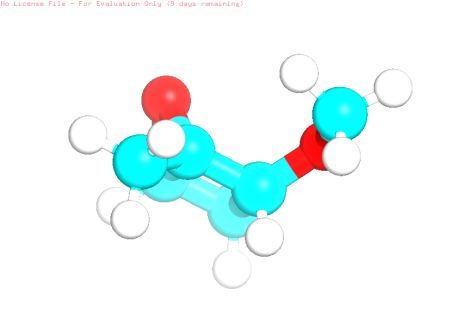 No License File - For Evaluation Only (9 days remaining)